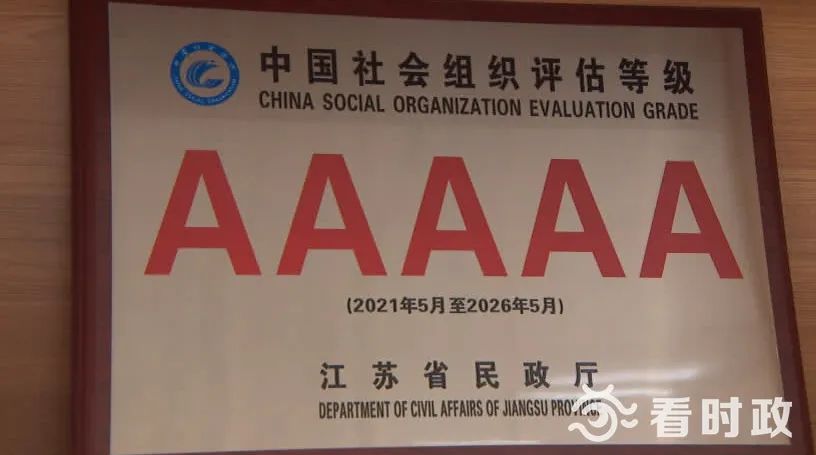 中国社会组织评估等级
CHINA SOCIAL ORGANIZATION EVALUATION GRADE
AAAAA
(2021年5月至2026年5月)
江苏省民政厅
DEPARTMENT OF CIVIL AFFAIRS OF JIANGSU PROVINCE
看时政